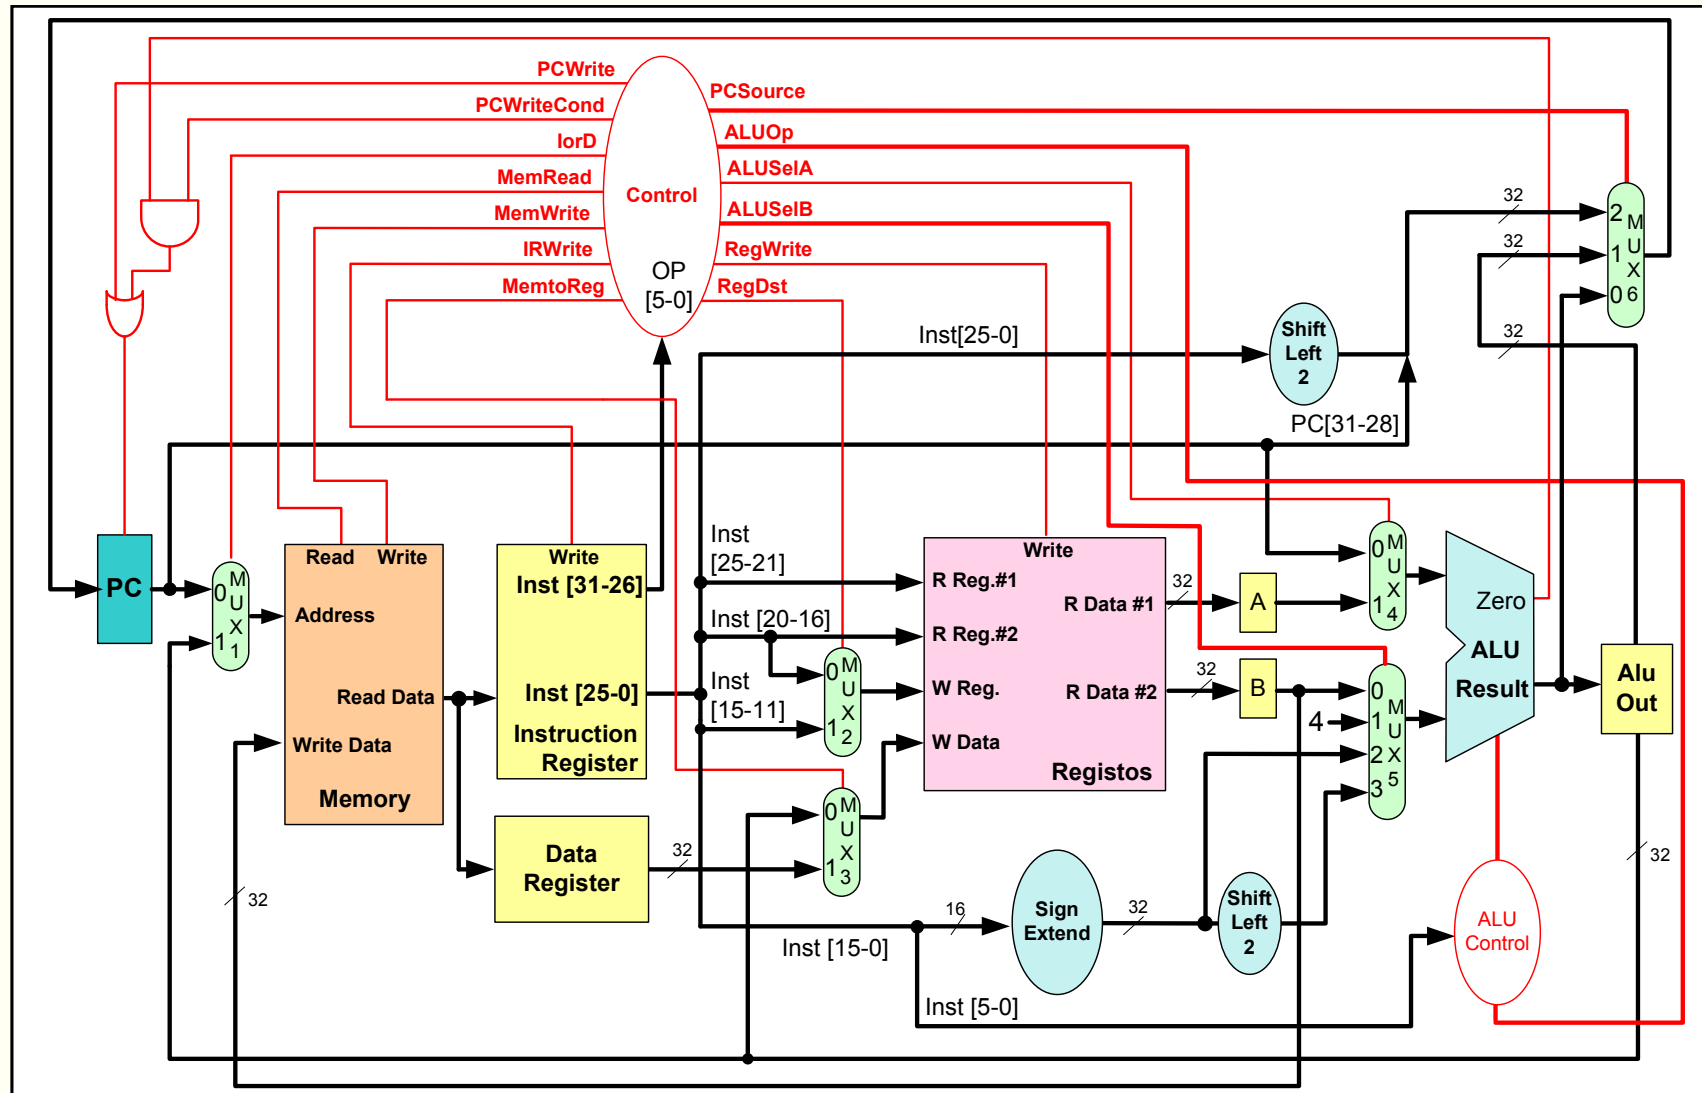 PCWrite
PCWriteCond
IorD
MemRead
MemWrite
IRWrite
MemtoReg
Control
OP
[5-0]
PCSource
ALUOp
ALUSelA
ALUSelB
RegWrite
RegDst
Inst[25-0]
Shift
Left
2
PC[31-28]
32
32
32
2
1
0
M
U
X
6
PC
0
1
M
U
X
1
Read
Write
Address
Read Data
Write Data
Memory
32
Write
Inst [31-26]
Inst [25-0]
Instruction
Register
Data
Register
32
Inst
[25-21]
Inst [20-16]
Inst
[15-11]
0
1
M
U
X
2
0
1
M
U
X
3
Write
R Reg.#1
R Reg.#2
W Reg.
W Data
R Data #1
R Data #2
Registos
32
32
A
B
4
0
1
M
U
X
4
0
1
2
3
M
U
X
5
Zero
ALU
Result
Alu
Out
32
Inst [15-0]
16
Sign
Extend
32
Shift
Left
2
Inst [5-0]
ALU
Control